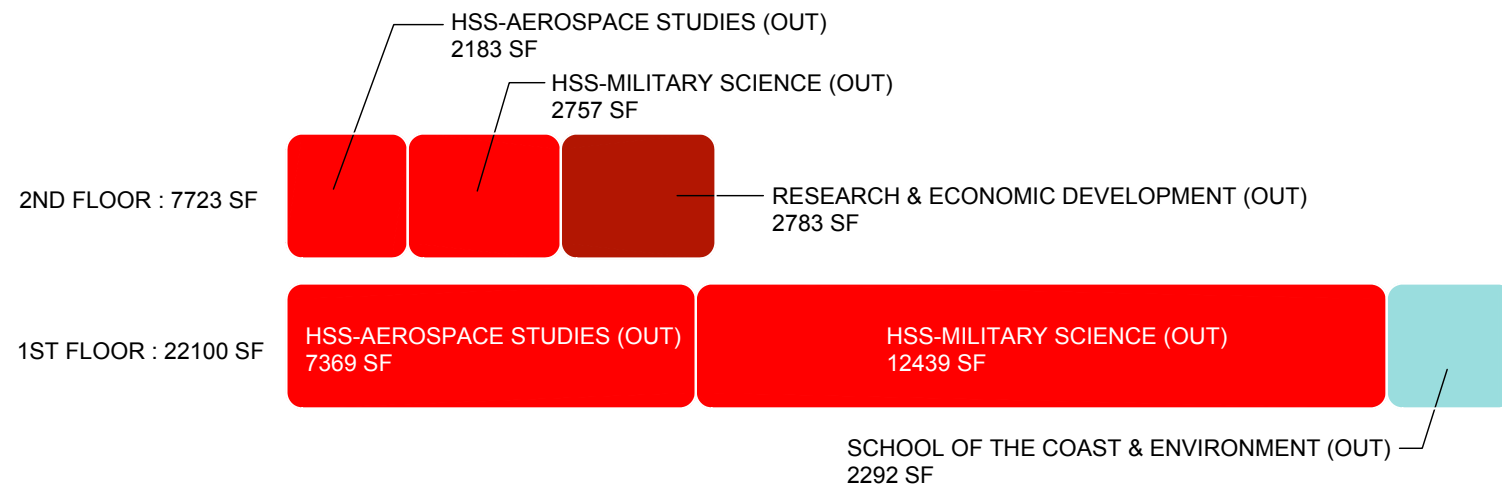 HSS-AEROSPACE STUDIES (OUT)
2183 SF
HSS-MILITARY SCIENCE (OUT)
2757 SF
2ND FLOOR : 7723 SF
RESEARCH & ECONOMIC DEVELOPMENT (OUT)
2783 SF
1ST FLOOR : 22100 SF
HSS-AEROSPACE STUDIES (OUT)
7369 SF
HSS-MILITARY SCIENCE (OUT)
12439 SF
SCHOOL OF THE COAST & ENVIRONMENT (OUT)
2292 SF